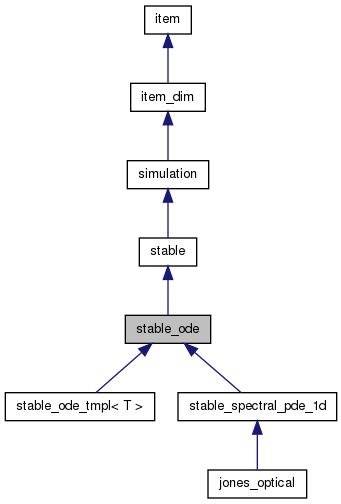 item
item_dim
simulation
stable
stable_ode
stable_ode_tmpl< T >
stable_spectral_pde_1d
jones_optical